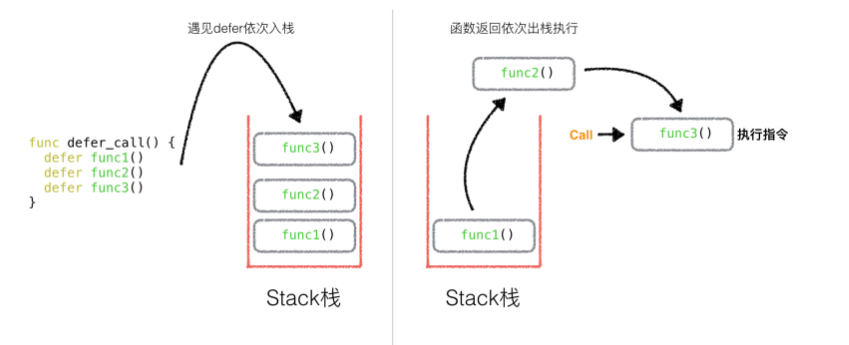 遇见defer依次入栈
func defer_call() {
  defer func1()
  defer func2()
  defer func3()
}
func3()
func2()
func1()
Stack栈
函数返回依次出栈执行
func2()
Call
func3()
执行指令
func1()
Stack栈